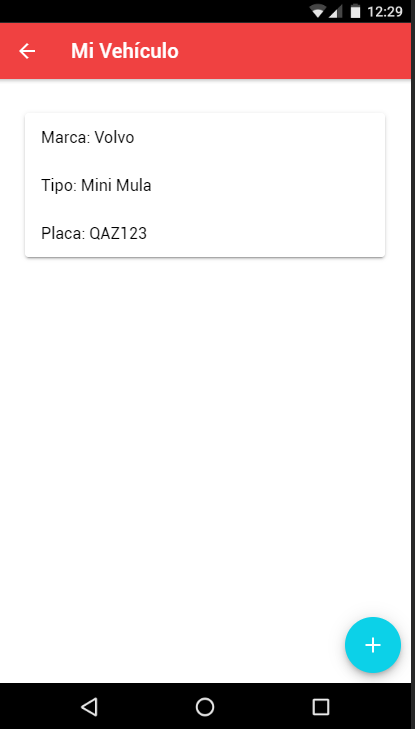 12:29
Mi Vehículo
Marca: Volvo
Tipo: Mini Mula
Placa: QAZ123